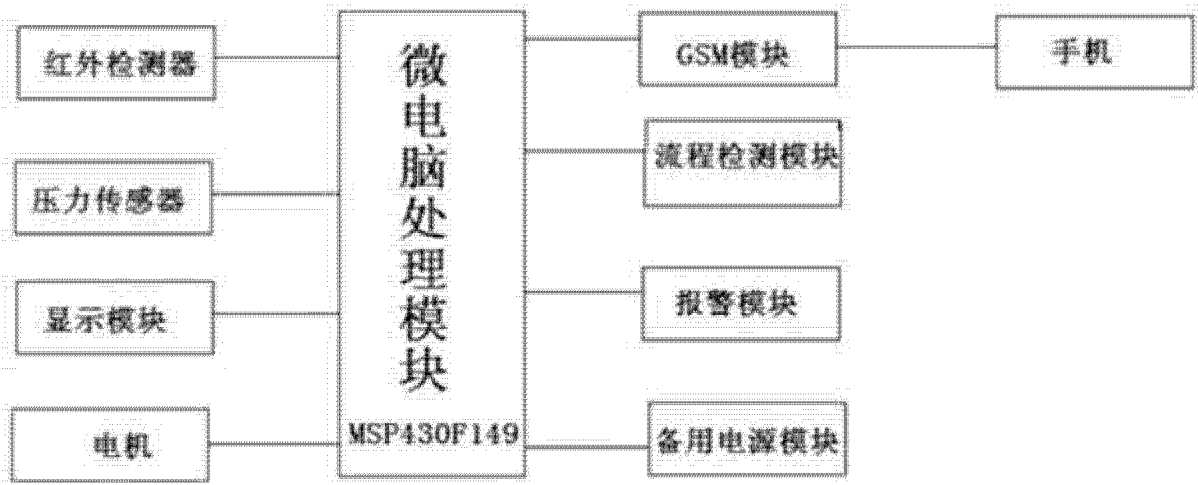 红外检测器
压力传感器
显示模块
电机
微电脑处理模块
MSP430F149
GSM模块
手机
流程检测模块
报警模块
备用电源模块